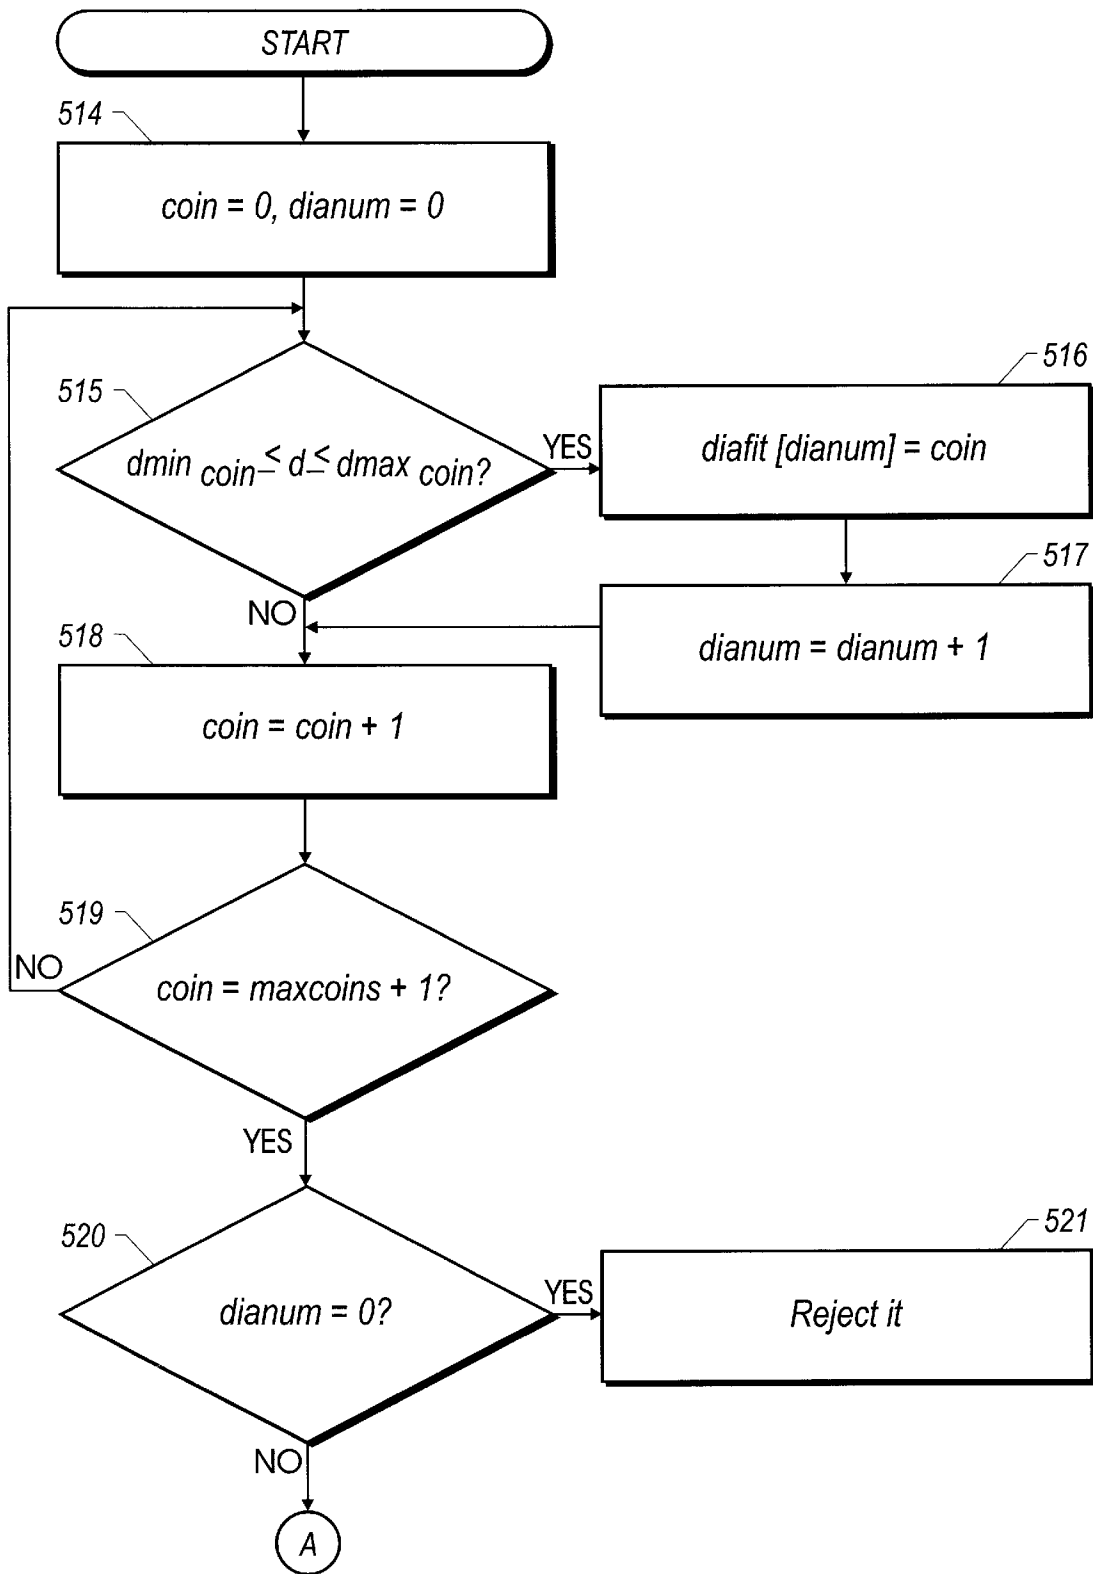 START
514
coin = 0, dianum = 0
515
dmin coin ≤ d ≤ dmax coin?
YES
516
diafit [dianum] = coin
517
dianum = dianum + 1
NO
518
coin = coin + 1
519
NO
coin = maxcoins + 1?
YES
520
dianum = 0?
YES
521
Reject it
NO
A